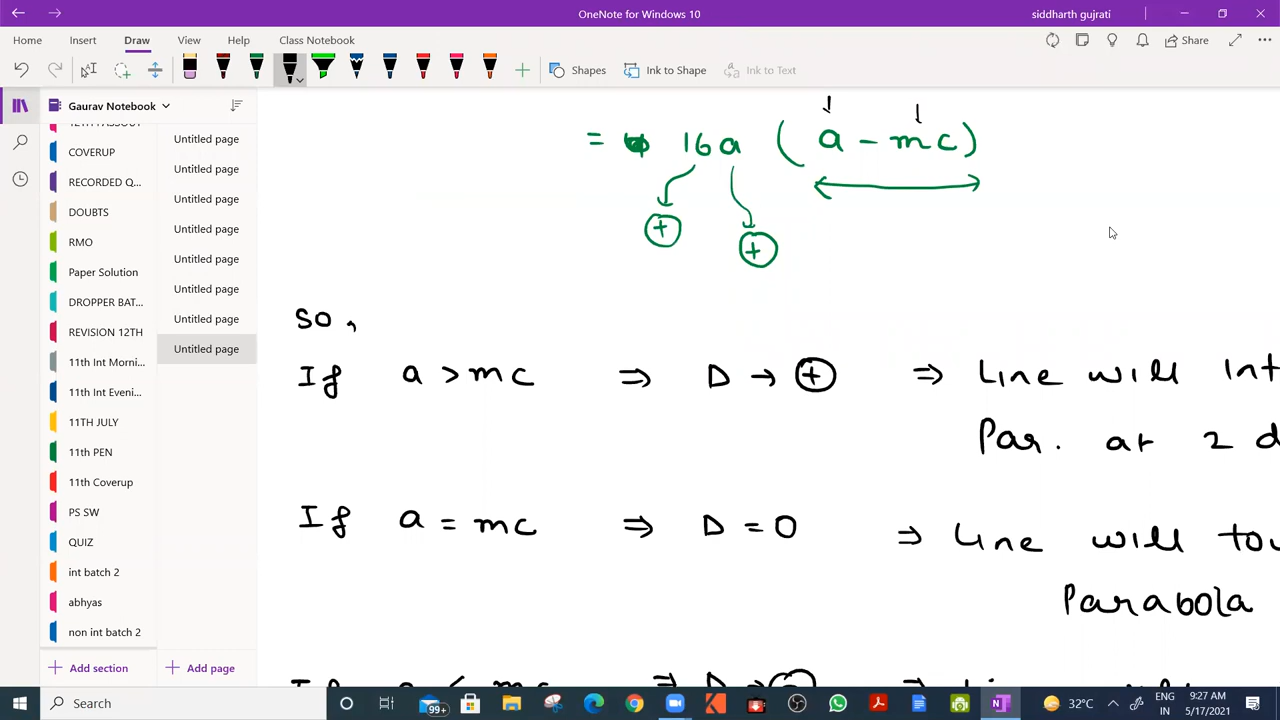 OneNote for Windows 10
siddharth gujrati
Home Insert Draw View Help Class Notebook
Share
Shapes Ink to Shape Ink to Text
Gaurav Notebook
12TH PASSOUT
COVERUP
RECORDED Q...
DOUBTS
RMO
Paper Solution
DROPPER BAT...
REVISION 12TH
11th Int Morni...
11th Int Eveni...
11TH JULY
11th PEN
11th Coverup
PS SW
QUIZ
int batch 2
abhyas
non int batch 2
Add section
Untitled page
Untitled page
Untitled page
Untitled page
Untitled page
Untitled page
Untitled page
Untitled page
Add page
= 16a (a - mc)
+ +
So,
If a > mc ⇒ D → + ⇒ Line will Int
Par. at 2 d
If a = mc ⇒ D = 0 ⇒ Line will tou
Parabola
Search
99+
32°C
ENG
IN
9:27 AM
5/17/2021